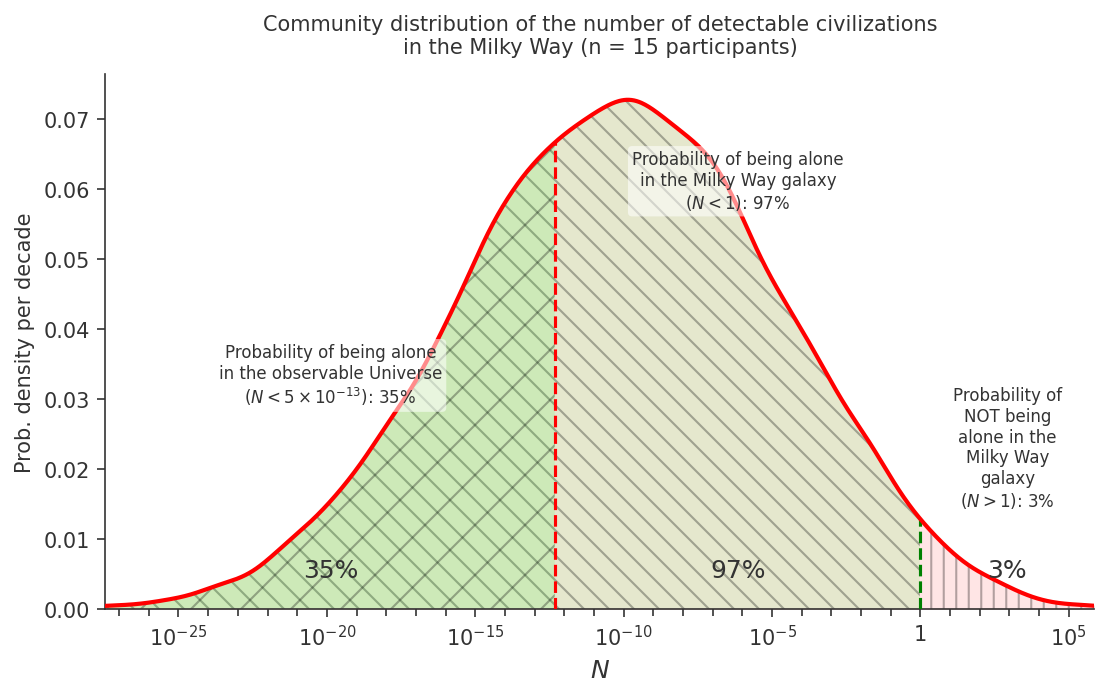 Community distribution of the number of detectable civilizations
in the Milky Way (n = 15 participants)
Prob. density per decade
0.07
0.06
0.05
0.04
0.03
0.02
0.01
0.00
Probability of being alone
in the Milky Way galaxy
(N < 1): 97%
Probability of being alone
in the observable Universe
(N < 5 × 10⁻¹³): 35%
Probability of
NOT being
alone in the
Milky Way
galaxy
(N > 1): 3%
35%
97%
3%
10⁻²⁵
10⁻²⁰
10⁻¹⁵
10⁻¹⁰
10⁻⁵
1
10⁵
N